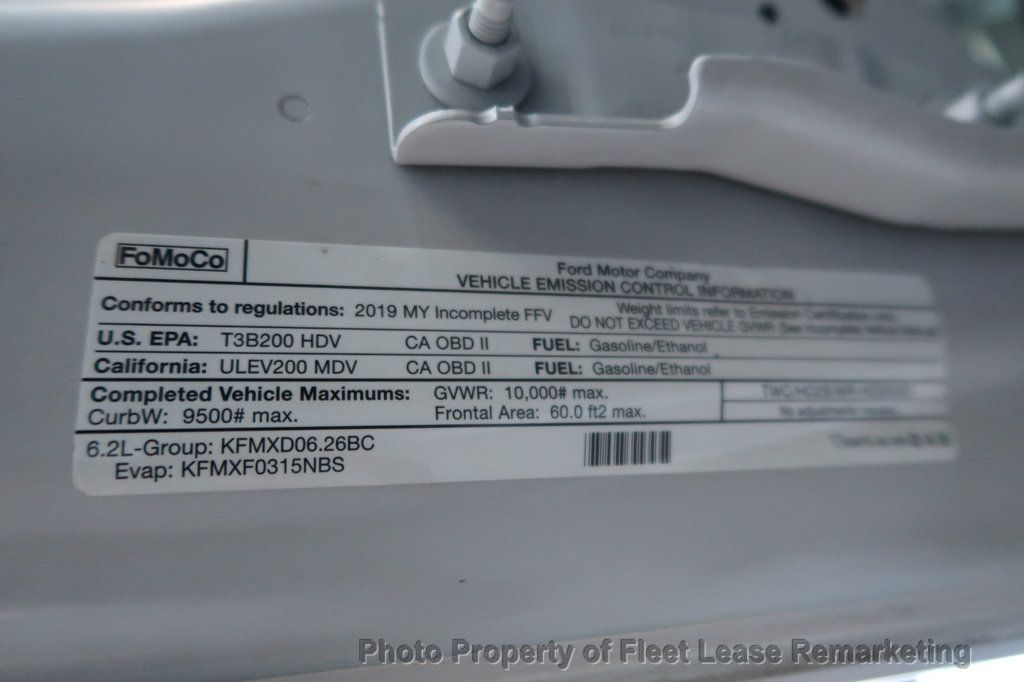 FoMoCo
Ford Motor Company
VEHICLE EMISSION CONTROL INFORMATION
Conforms to regulations: 2019 MY Incomplete FFV
Weight limits refer to Emission Certification only.
DO NOT EXCEED VEHICLE GVWR (See Incomplete Vehicle
U.S. EPA: T3B200 HDV CA OBD II FUEL: Gasoline/Ethanol
California: ULEV200 MDV CA OBD II FUEL: Gasoline/Ethanol
Completed Vehicle Maximums: GVWR: 10,000# max.
CurbW: 9500# max. Frontal Area: 60.0 ft2 max.
No adjustments
6.2L-Group: KFMXD06.26BC
Evap: KFMXF0315NBS
Photo Property of Fleet Lease Remarketing